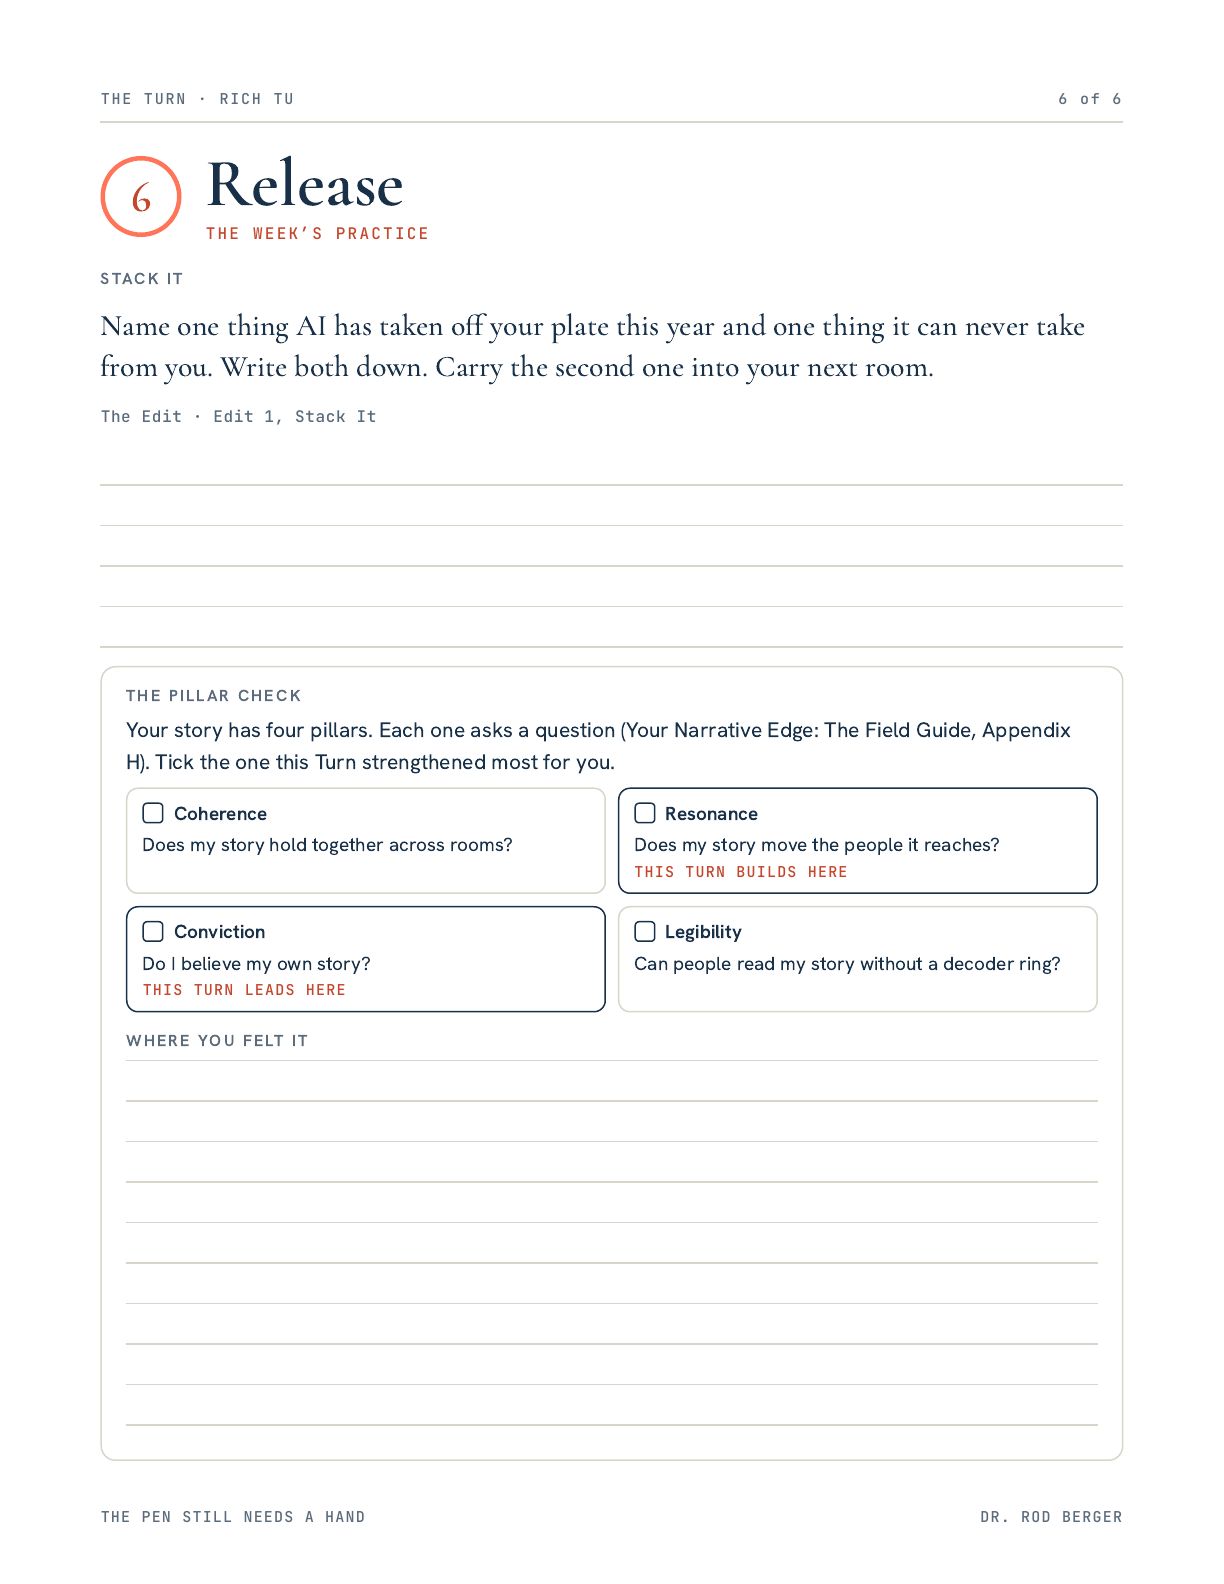 THE TURN · RICH TU
6 of 6
6
Release
THE WEEK’S PRACTICE
STACK IT
Name one thing AI has taken off your plate this year and one thing it can never take
from you. Write both down. Carry the second one into your next room.
The Edit · Edit 1, Stack It
THE PILLAR CHECK
Your story has four pillars. Each one asks a question (Your Narrative Edge: The Field Guide, Appendix
H). Tick the one this Turn strengthened most for you.
Coherence
Does my story hold together across rooms?
Resonance
Does my story move the people it reaches?
THIS TURN BUILDS HERE
Conviction
Do I believe my own story?
THIS TURN LEADS HERE
Legibility
Can people read my story without a decoder ring?
WHERE YOU FELT IT
THE PEN STILL NEEDS A HAND
DR. ROD BERGER